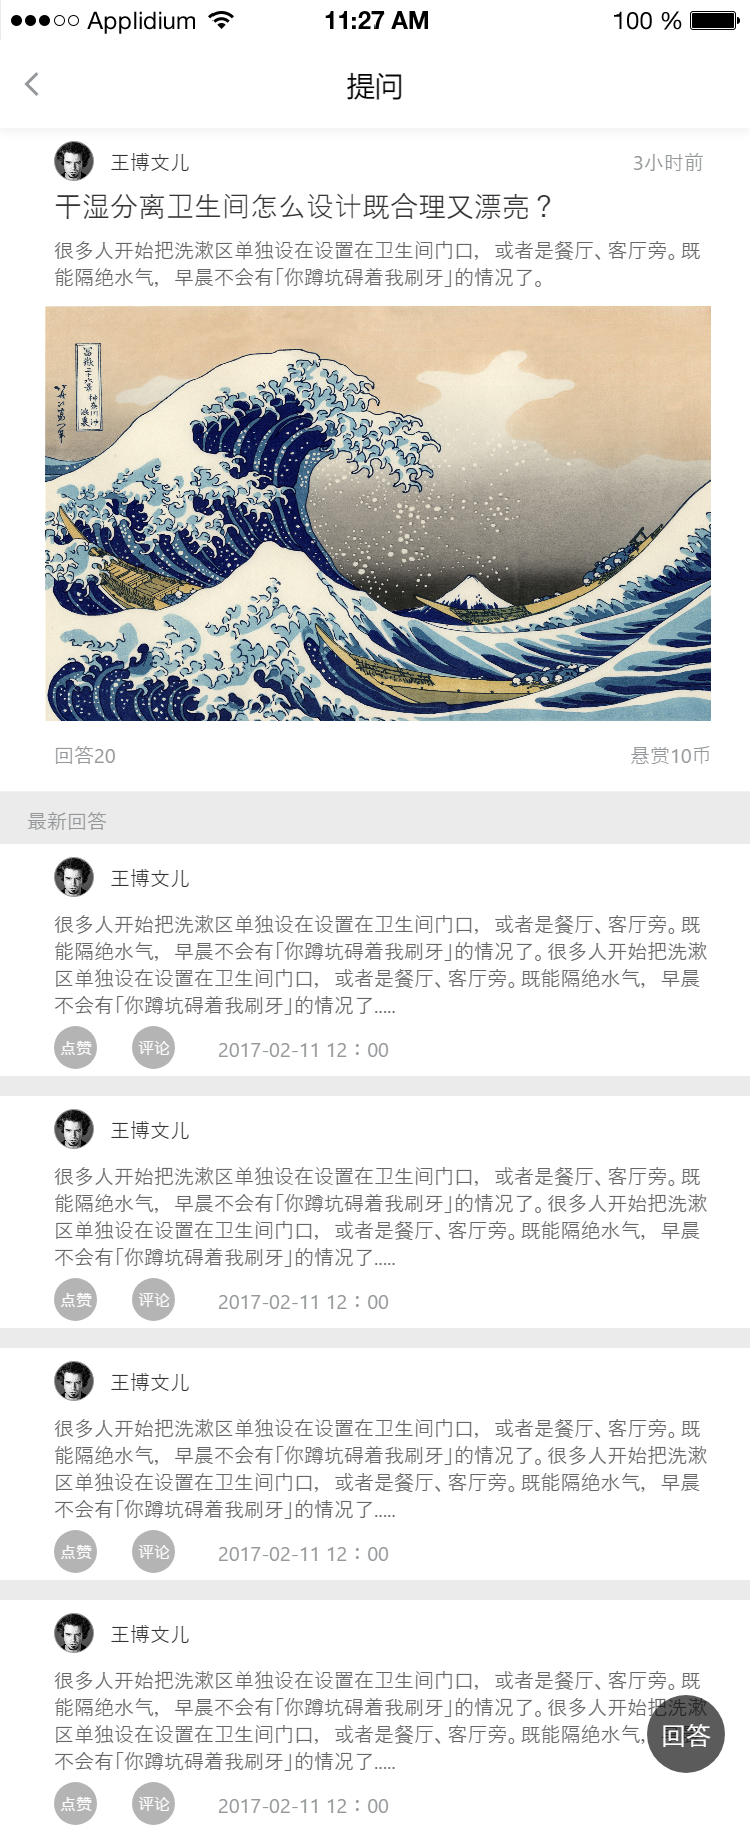 Applidium 11:27 AM 100 %
提问
王博文儿 3小时前
干湿分离卫生间怎么设计既合理又漂亮？
很多人开始把洗漱区单独设在设置在卫生间门口，或者是餐厅、客厅旁。既
能隔绝水气，早晨不会有「你蹲坑碍着我刷牙」的情况了。
回答20 悬赏10币
最新回答
王博文儿
很多人开始把洗漱区单独设在设置在卫生间门口，或者是餐厅、客厅旁。既
能隔绝水气，早晨不会有「你蹲坑碍着我刷牙」的情况了。很多人开始把洗漱
区单独设在设置在卫生间门口，或者是餐厅、客厅旁。既能隔绝水气，早晨
不会有「你蹲坑碍着我刷牙」的情况了.....
点赞 评论 2017-02-11 12：00
王博文儿
很多人开始把洗漱区单独设在设置在卫生间门口，或者是餐厅、客厅旁。既
能隔绝水气，早晨不会有「你蹲坑碍着我刷牙」的情况了。很多人开始把洗漱
区单独设在设置在卫生间门口，或者是餐厅、客厅旁。既能隔绝水气，早晨
不会有「你蹲坑碍着我刷牙」的情况了.....
点赞 评论 2017-02-11 12：00
王博文儿
很多人开始把洗漱区单独设在设置在卫生间门口，或者是餐厅、客厅旁。既
能隔绝水气，早晨不会有「你蹲坑碍着我刷牙」的情况了。很多人开始把洗漱
区单独设在设置在卫生间门口，或者是餐厅、客厅旁。既能隔绝水气，早晨
不会有「你蹲坑碍着我刷牙」的情况了.....
点赞 评论 2017-02-11 12：00
王博文儿
很多人开始把洗漱区单独设在设置在卫生间门口，或者是餐厅、客厅旁。既
能隔绝水气，早晨不会有「你蹲坑碍着我刷牙」的情况了。很多人开始把洗漱
区单独设在设置在卫生间门口，或者是餐厅、客厅旁。既能隔绝水气，
回答
不会有「你蹲坑碍着我刷牙」的情况了.....
点赞 评论 2017-02-11 12：00